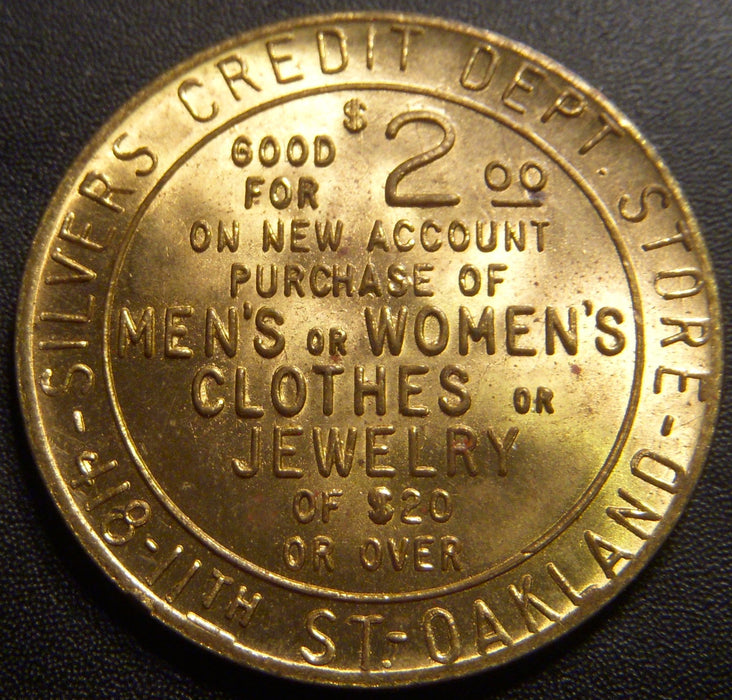 SILVERS CREDIT DEPT. STORE-
418-11TH ST.-OAKLAND-
GOOD FOR $2.00
ON NEW ACCOUNT
PURCHASE OF
MEN'S OR WOMEN'S
CLOTHES OR
JEWELRY
OF $20
OR OVER